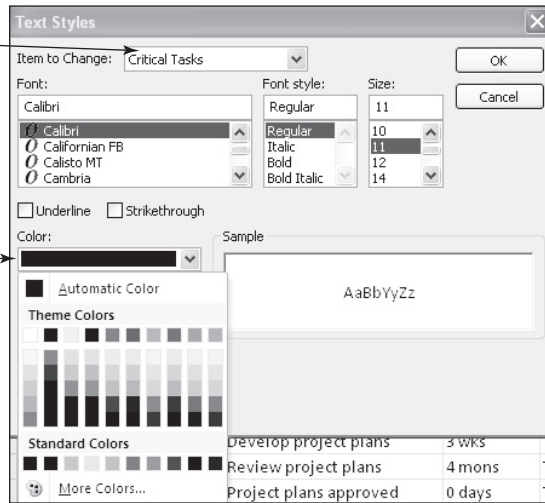 Text Styles
Item to Change: Critical Tasks
OK
Font: Font style: Size:
Cancel
Calibri Regular 11
Calibri Regular 10
Californian FB Italic 11
Calisto MT Bold 12
Cambria Bold Italic 14
Underline Strikethrough
Color: Sample
Automatic Color
AaBbYyZz
Theme Colors
Standard Colors
Develop project plans 3 wks
Review project plans 4 mons
More Colors...
Project plans approved 0 days